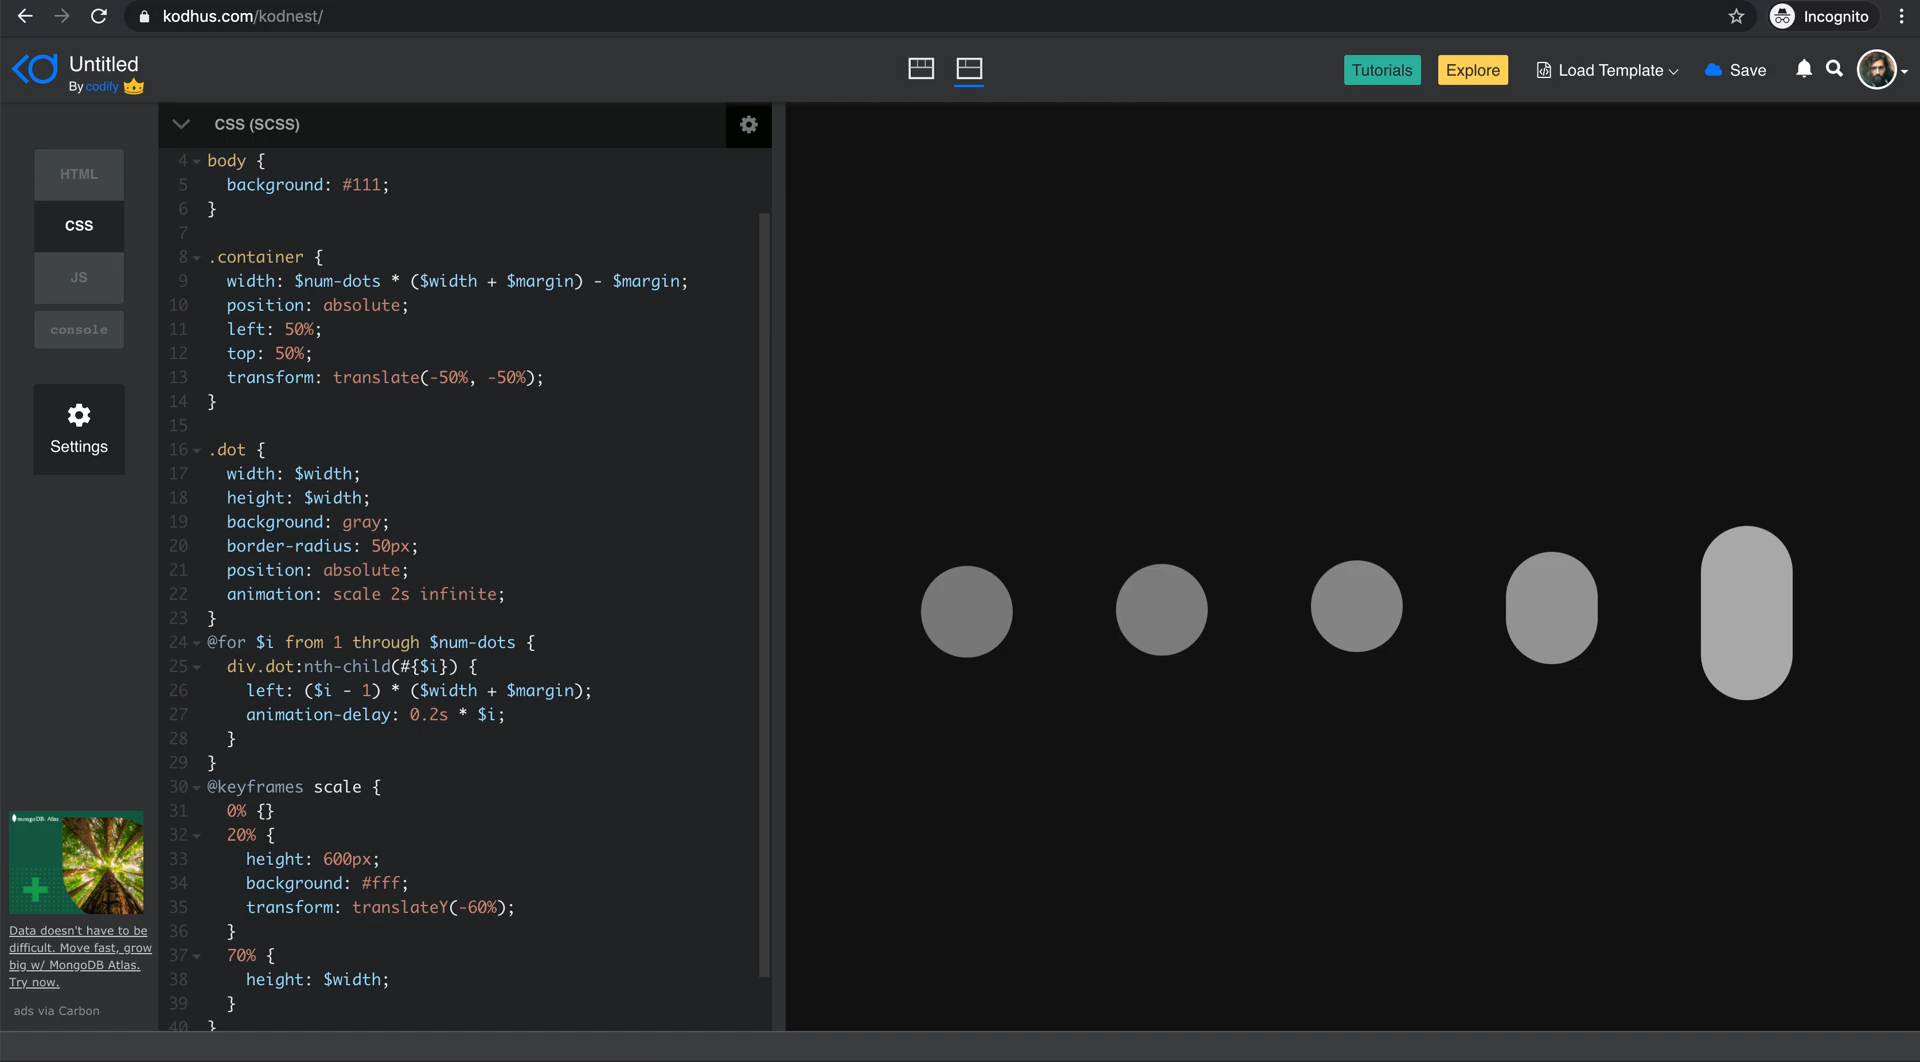 kodhus.com/kodnest/
Incognito
Untitled
By codify
Tutorials
Explore
Load Template
Save
CSS (SCSS)
HTML
CSS
JS
console
Settings
4 body {
5 background: #111;
6 }
7
8 .container {
9 width: $num-dots * ($width + $margin) - $margin;
10 position: absolute;
11 left: 50%;
12 top: 50%;
13 transform: translate(-50%, -50%);
14 }
15
16 .dot {
17 width: $width;
18 height: $width;
19 background: gray;
20 border-radius: 50px;
21 position: absolute;
22 animation: scale 2s infinite;
23 }
24 @for $i from 1 through $num-dots {
25 div.dot:nth-child(#{$i}) {
26 left: ($i - 1) * ($width + $margin);
27 animation-delay: 0.2s * $i;
28 }
29 }
30 @keyframes scale {
31 0% {}
32 20% {
33 height: 600px;
34 background: #fff;
35 transform: translateY(-60%);
36 }
37 70% {
38 height: $width;
39 }
40 }
mongoDB. Atlas
Data doesn't have to be
difficult. Move fast, grow
big w/ MongoDB Atlas.
Try now.
ads via Carbon